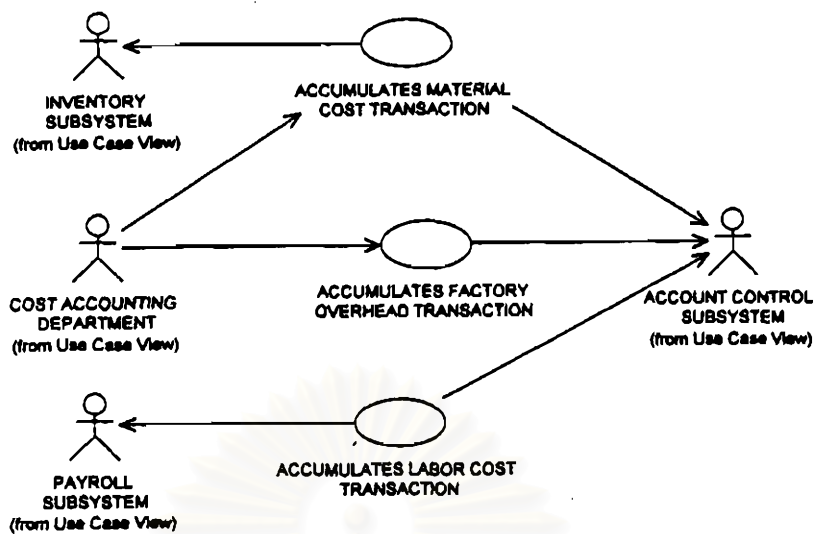 ACCUMULATES MATERIAL
COST TRANSACTION
INVENTORY
SUBSYSTEM
(from Use Case View)
COST ACCOUNTING
DEPARTMENT
(from Use Case View)
ACCUMULATES FACTORY
OVERHEAD TRANSACTION
ACCOUNT CONTROL
SUBSYSTEM
(from Use Case View)
PAYROLL
SUBSYSTEM
(from Use Case View)
ACCUMULATES LABOR COST
TRANSACTION